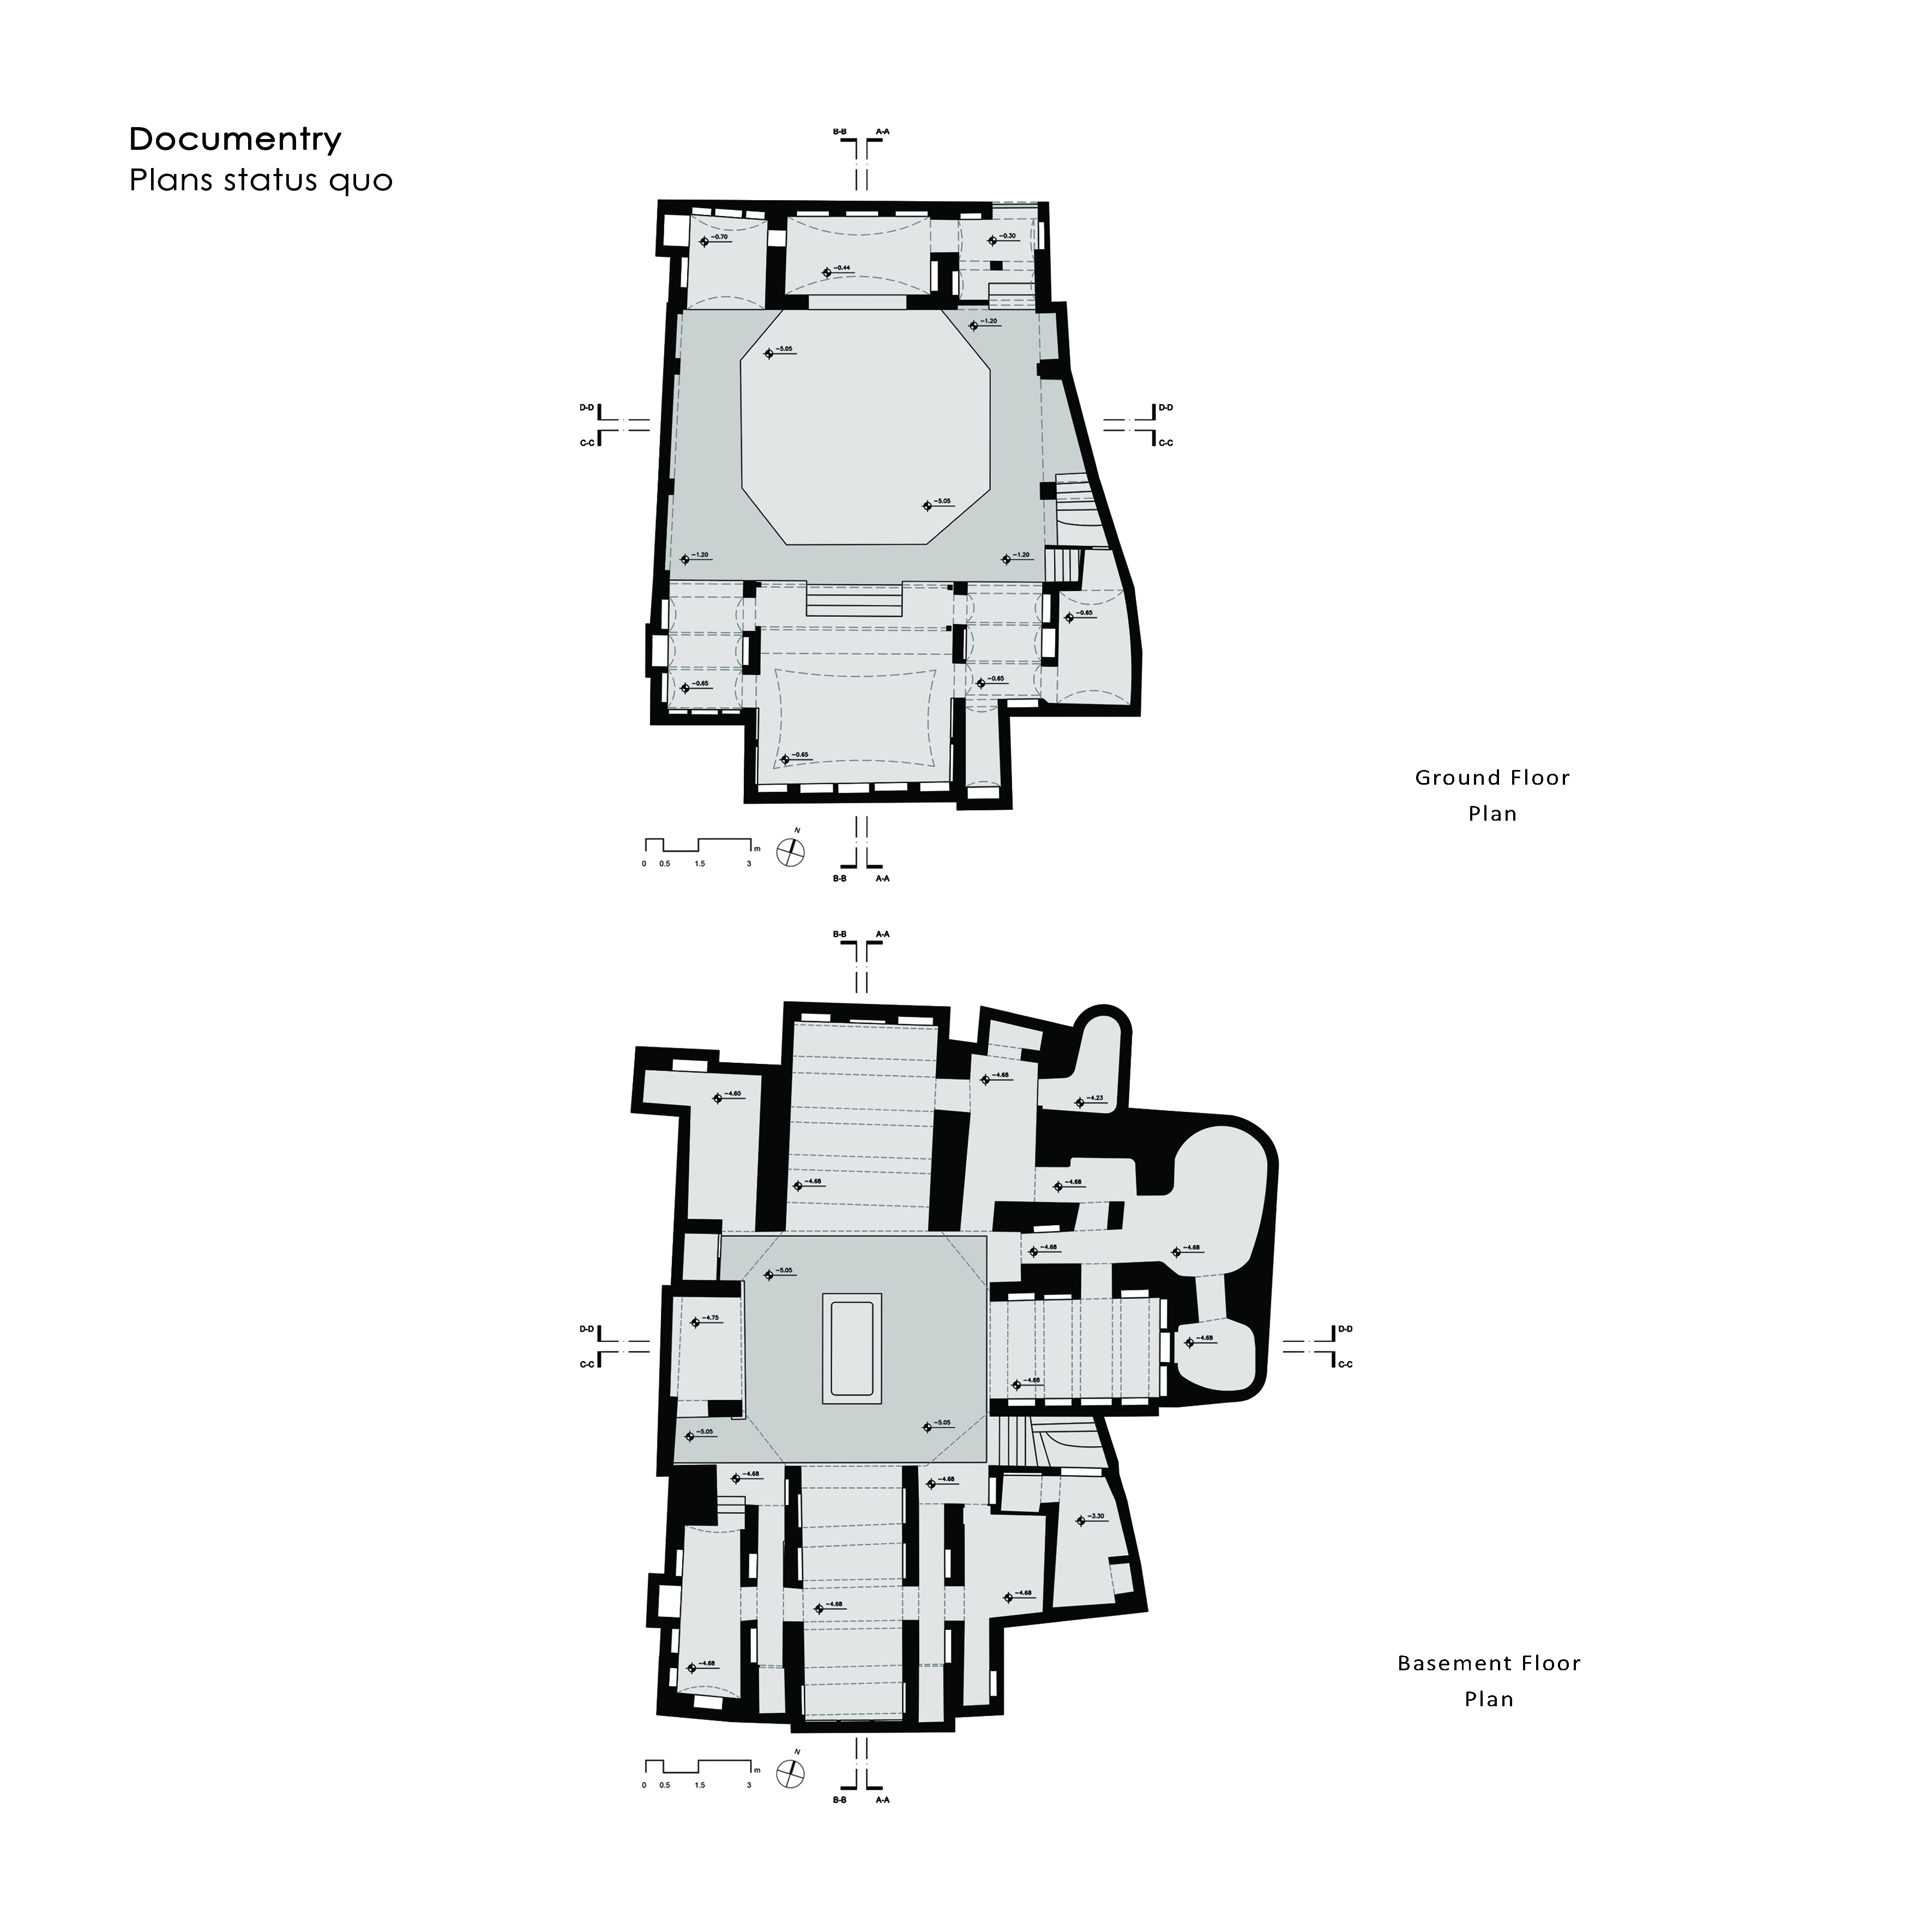 Documentry
Plans status quo
B-B A-A
-0.70
-0.30
-0.44
-1.20
-5.05
D-D D-D
C-C C-C
-5.05
-1.20 -1.20
-0.65
-0.65 -0.65
-0.65
Ground Floor
Plan
N
m
0 0.5 1.5 3
B-B A-A
B-B A-A
-4.68
-4.60
-4.23
-4.68
-4.68
-4.68 -4.68
-5.05
-4.75
D-D D-D
-4.68
C-C C-C
-4.68
-5.05
-5.05
-4.68 -4.68
-3.30
-4.68
-4.68
-4.68
Basement Floor
Plan
N
m
0 0.5 1.5 3
B-B A-A